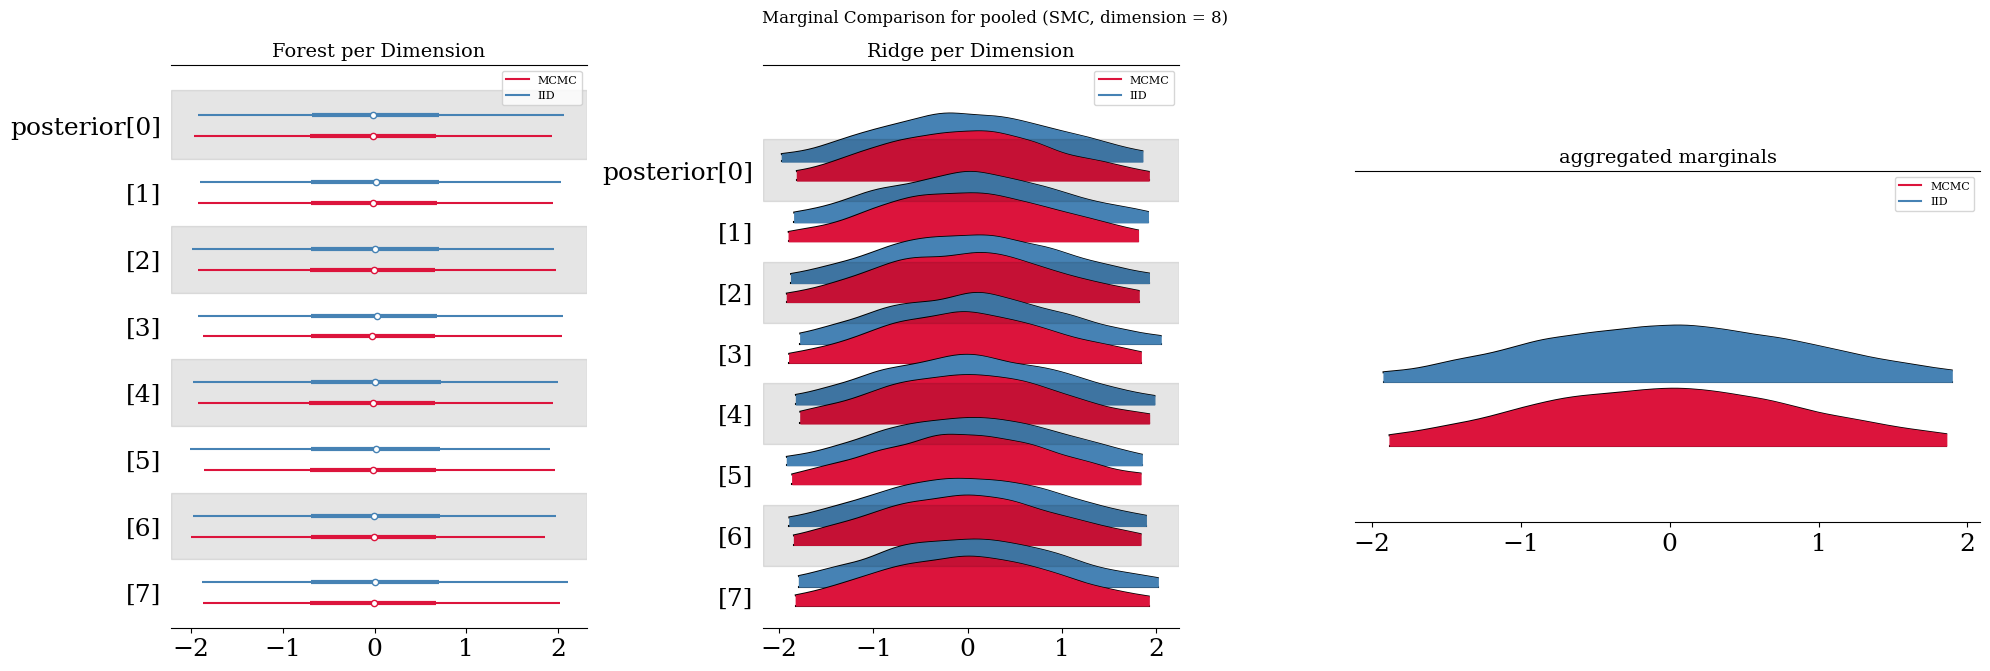 Marginal Comparison for pooled (SMC, dimension = 8)
Forest per Dimension
MCMC
IID
posterior[0]
[1]
[2]
[3]
[4]
[5]
[6]
[7]
−2 −1 0 1 2
Ridge per Dimension
MCMC
IID
posterior[0]
[1]
[2]
[3]
[4]
[5]
[6]
[7]
−2 −1 0 1 2
aggregated marginals
MCMC
IID
−2 −1 0 1 2